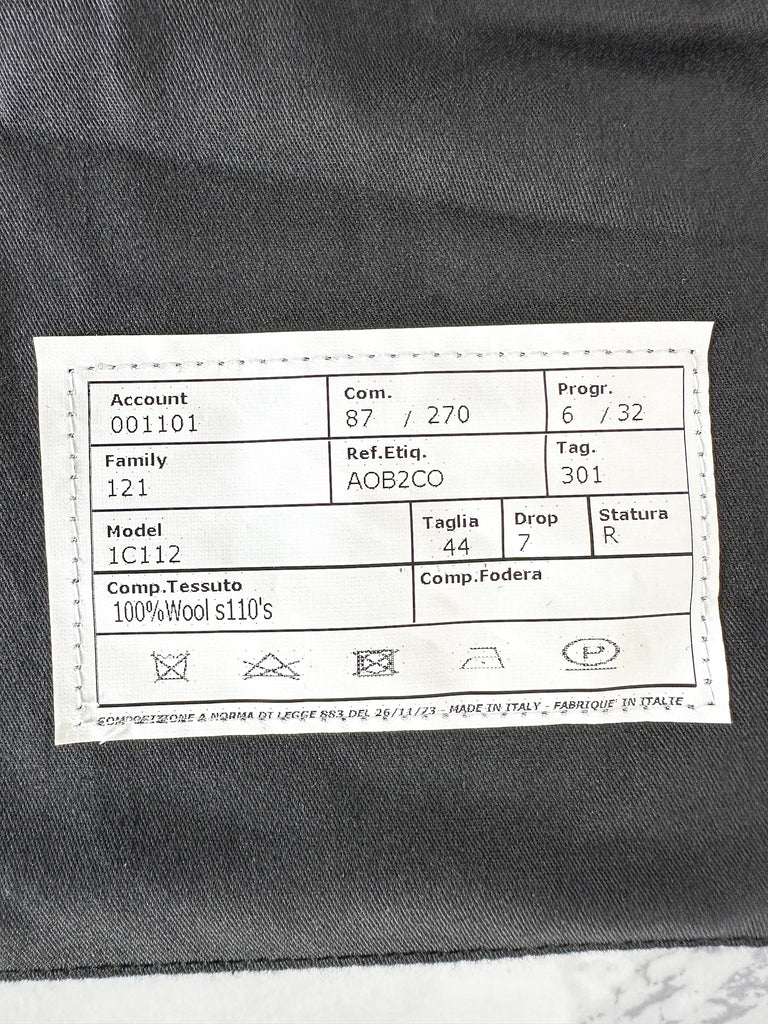 Account Com. Progr.
001101 87 / 270 6 / 32
Family Ref.Etiq. Tag.
121 AOB2CO 301
Model Taglia Drop Statura
1C112 44 7 R
Comp.Tessuto Comp.Fodera
100%Wool s110's
P
COMPOSIZIONE A NORMA DI LEGGE 883 DEL 26/11/73 - MADE IN ITALY - FABRIQUE' IN ITALIE